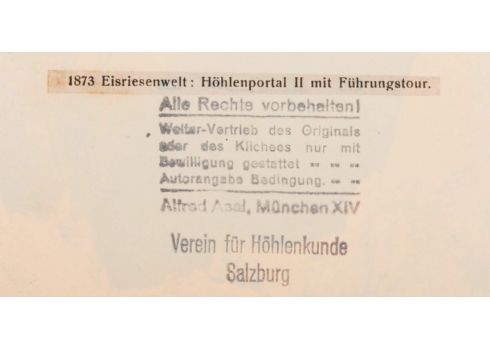 1873 Eisriesenwelt: Höhlenportal II mit Führungstour.
Alle Rechte vorbehalten!
Weiter-Vertrieb des Originals
oder des Klichees nur mit
Bewilligung gestattet " " "
Autorangabe Bedingung. " "
Alfred Asal, München XIV
Verein für Höhlenkunde
Salzburg